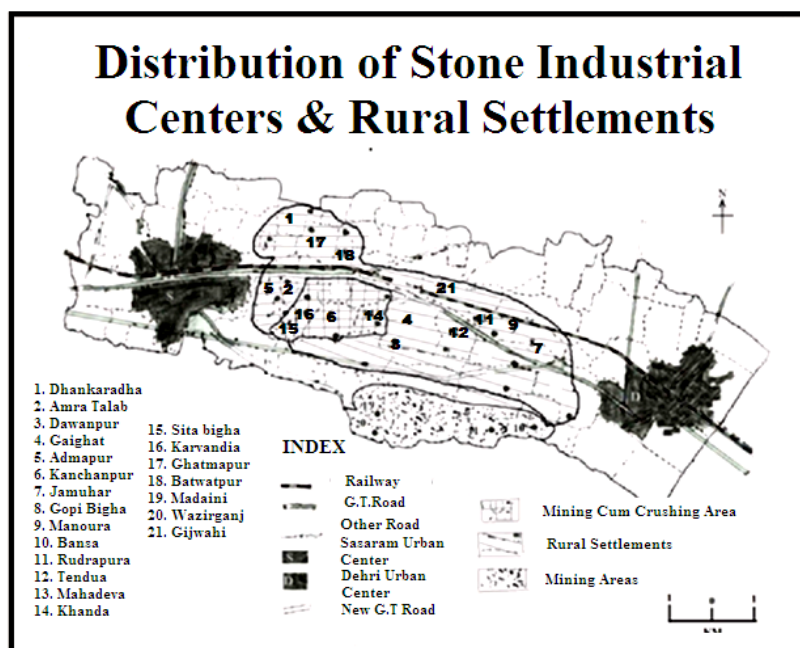 Distribution of Stone Industrial
Centers & Rural Settlements
N
1
17
18
5 2
21
16
6
14
4
15
8
12
11
9
7
D
1. Dhankaradha
2. Amra Talab
3. Dawanpur
4. Gaighat
5. Admapur
6. Kanchanpur
7. Jamuhar
8. Gopi Bigha
9. Manoura
10. Bansa
11. Rudrapura
12. Tendua
13. Mahadeva
14. Khanda
15. Sita bigha
16. Karvandia
17. Ghatmapur
18. Batwatpur
19. Madaini
20. Wazirganj
21. Gijwahi
INDEX
Railway
G.T.Road
Other Road
S Sasaram Urban
Center
D Dehri Urban
Center
New G.T Road
Mining Cum Crushing Area
Rural Settlements
Mining Areas